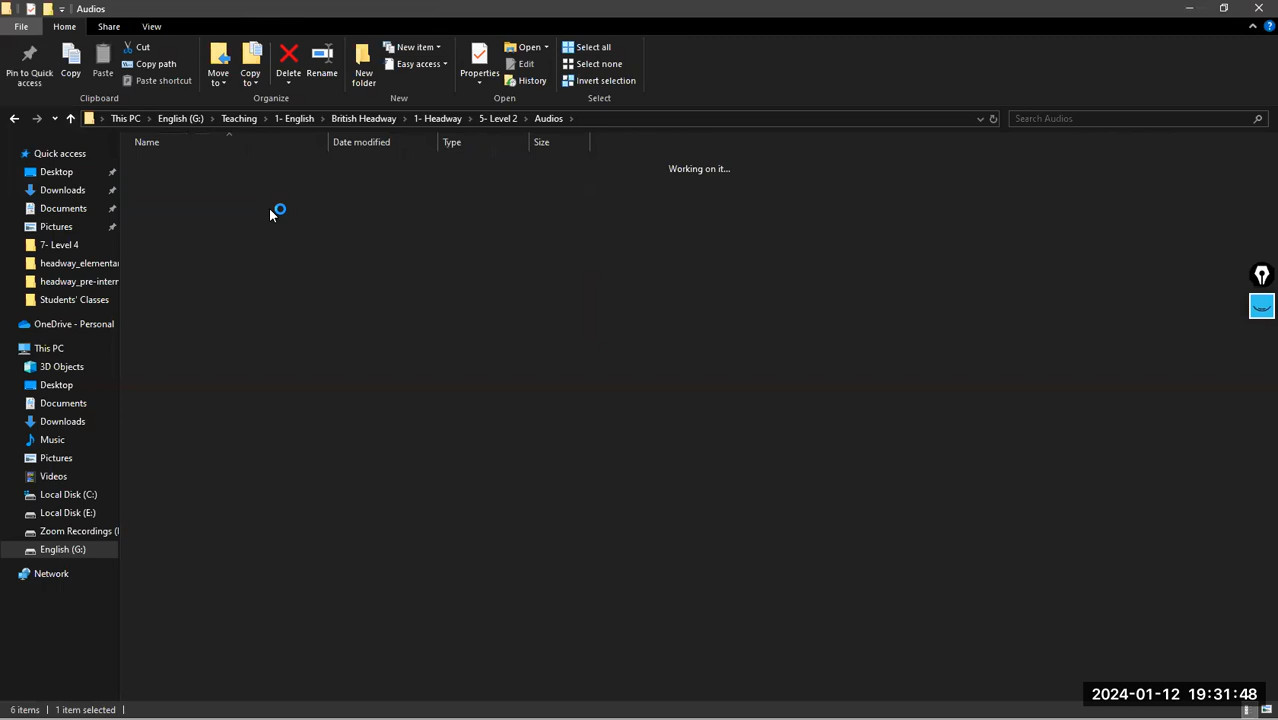 Audios
File
Home
Share
View
Pin to Quick
access
Copy
Paste
Cut
Copy path
Paste shortcut
Clipboard
Move
to
Copy
to
Delete
Rename
Organize
New
folder
New item
Easy access
New
Properties
Open
Edit
History
Open
Select all
Select none
Invert selection
Select
This PC
English (G:)
Teaching
1- English
British Headway
1- Headway
5- Level 2
Audios
Search Audios
Name
Date modified
Type
Size
Working on it...
Quick access
Desktop
Downloads
Documents
Pictures
7- Level 4
headway_elementa
headway_pre-intern
Students' Classes
OneDrive - Personal
This PC
3D Objects
Desktop
Documents
Downloads
Music
Pictures
Videos
Local Disk (C:)
Local Disk (E:)
Zoom Recordings (
English (G:)
Network
6 items
1 item selected
2024-01-12 19:31:48